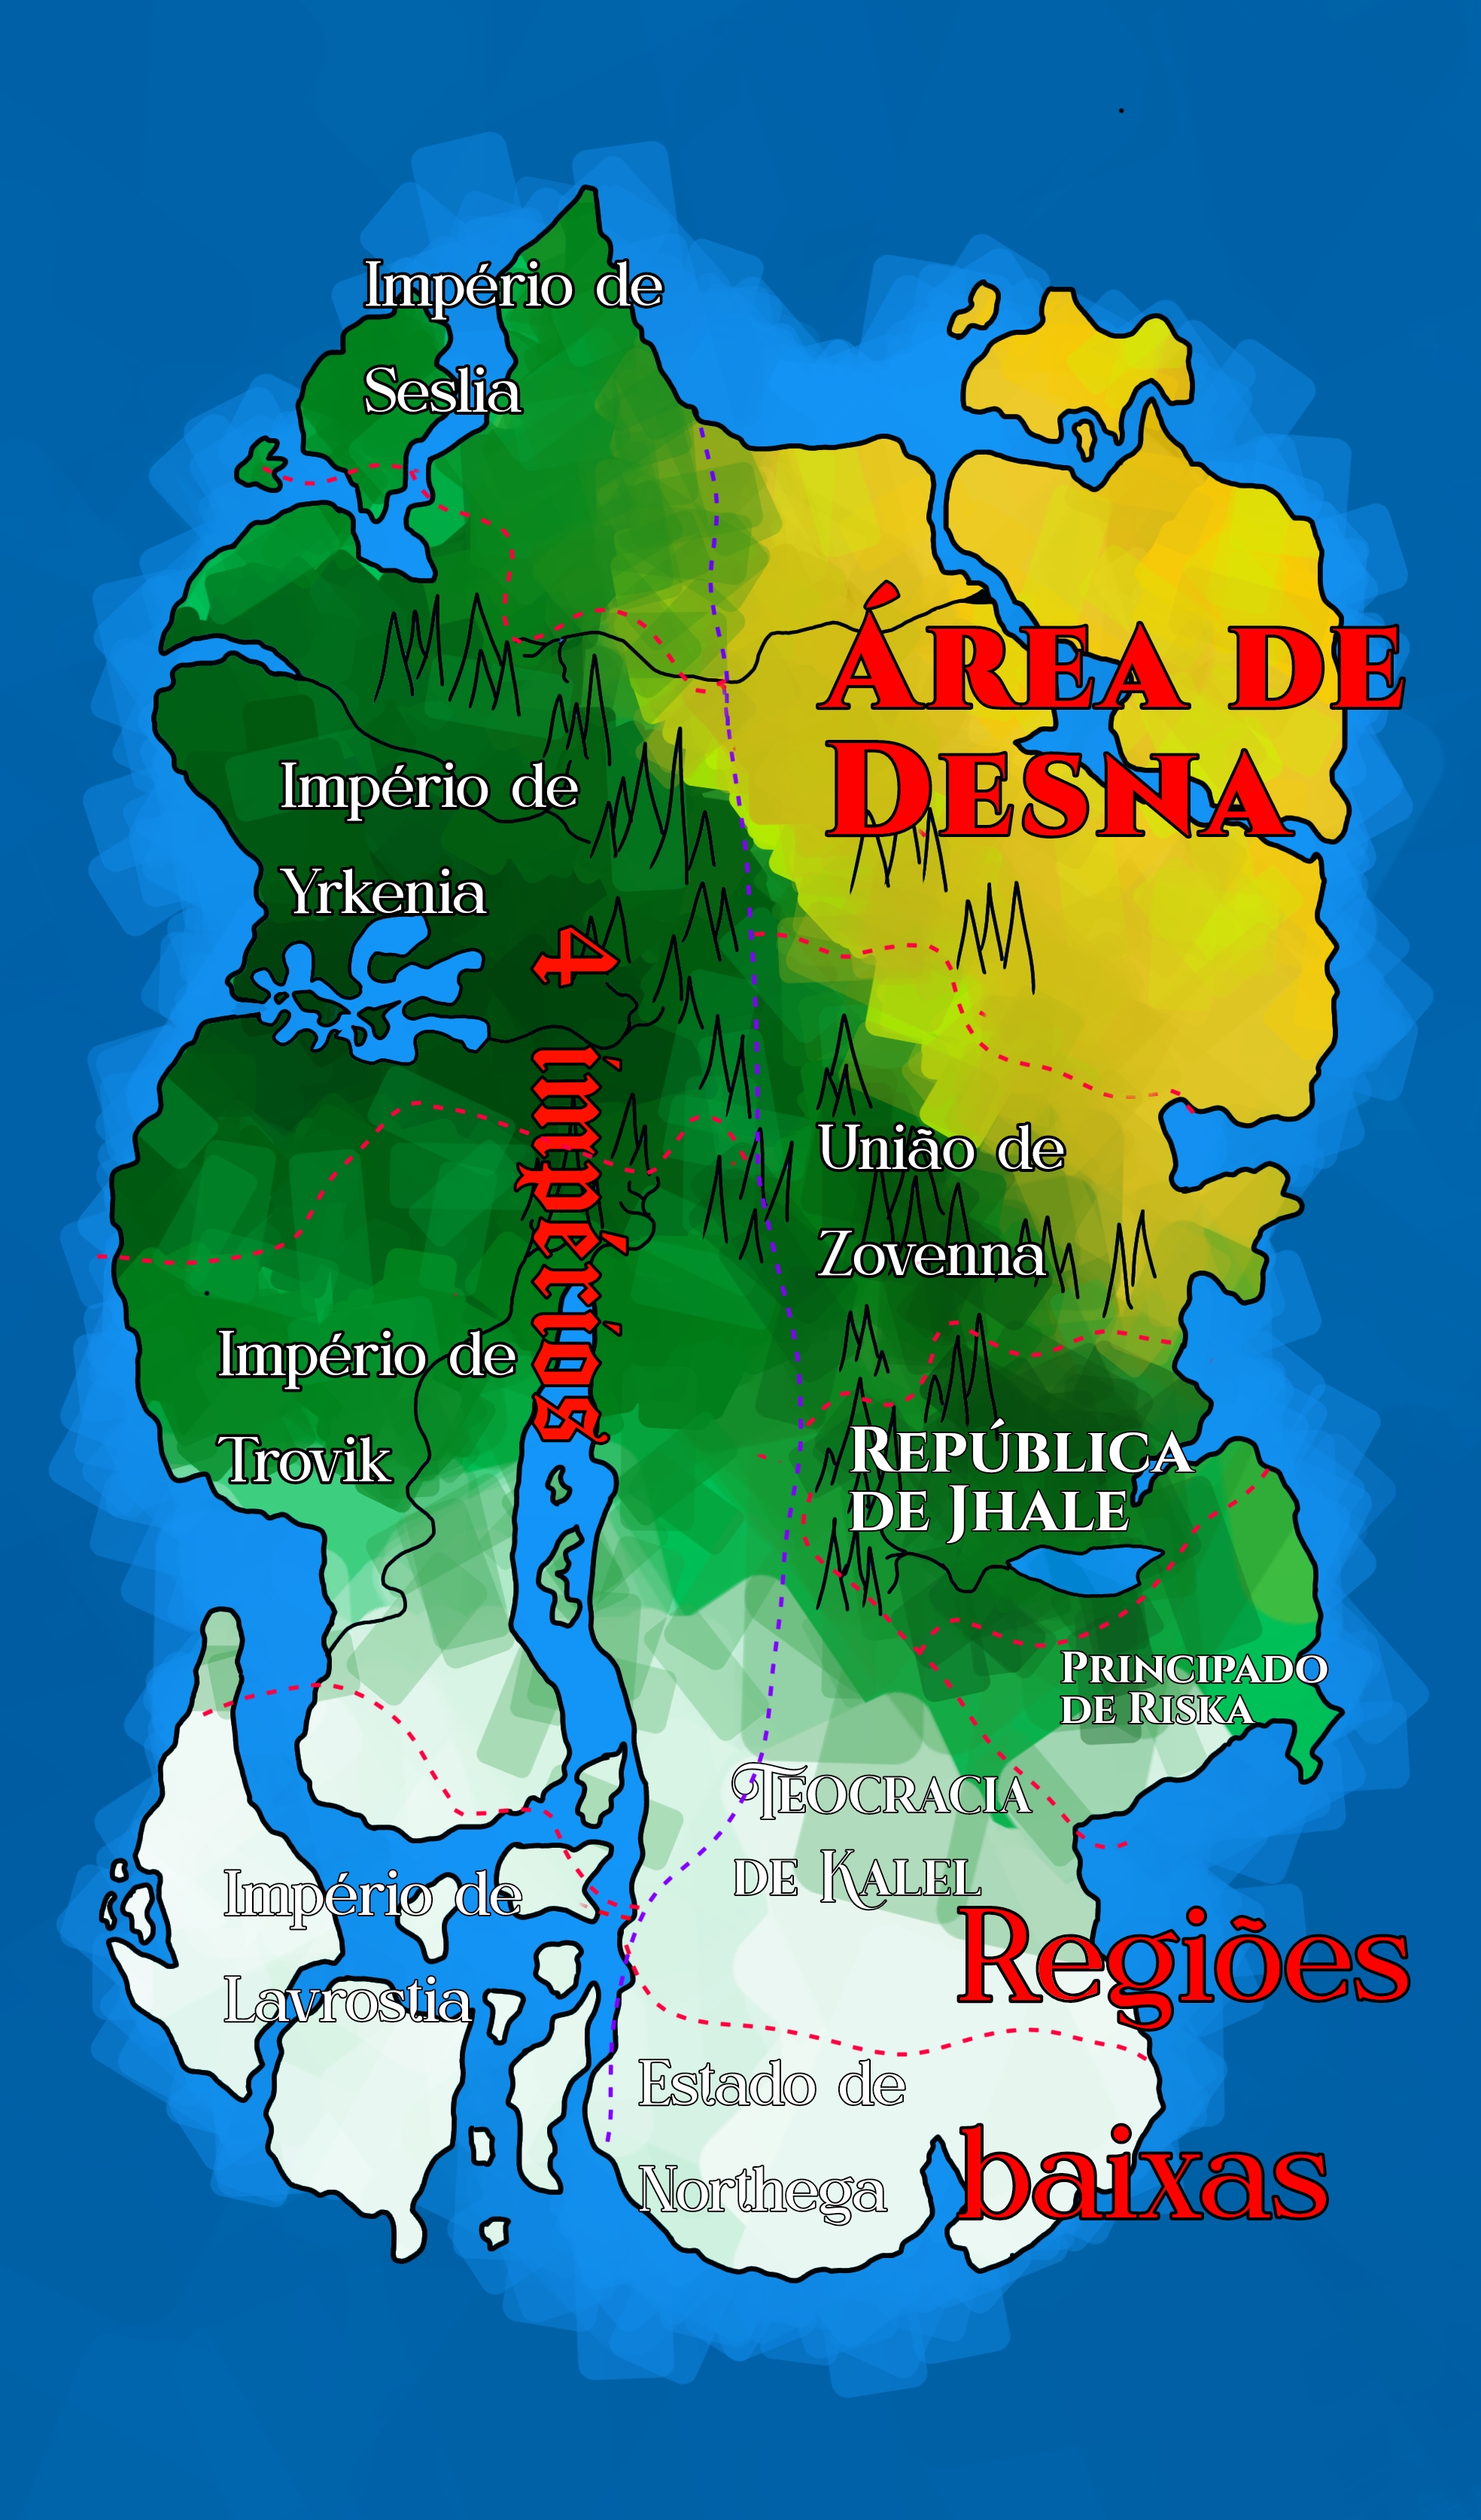 ÁREA DE
DESNA
Regiões
baixas
4 impérios
Império de
Seslia
Império de
Yrkenia
União de
Zovenna
Império de
Trovik
REPÚBLICA
DE JHALE
PRINCIPADO
DE RISKA
TEOCRACIA
DE KALEL
Império de
Lavrostia
Estado de
Northega